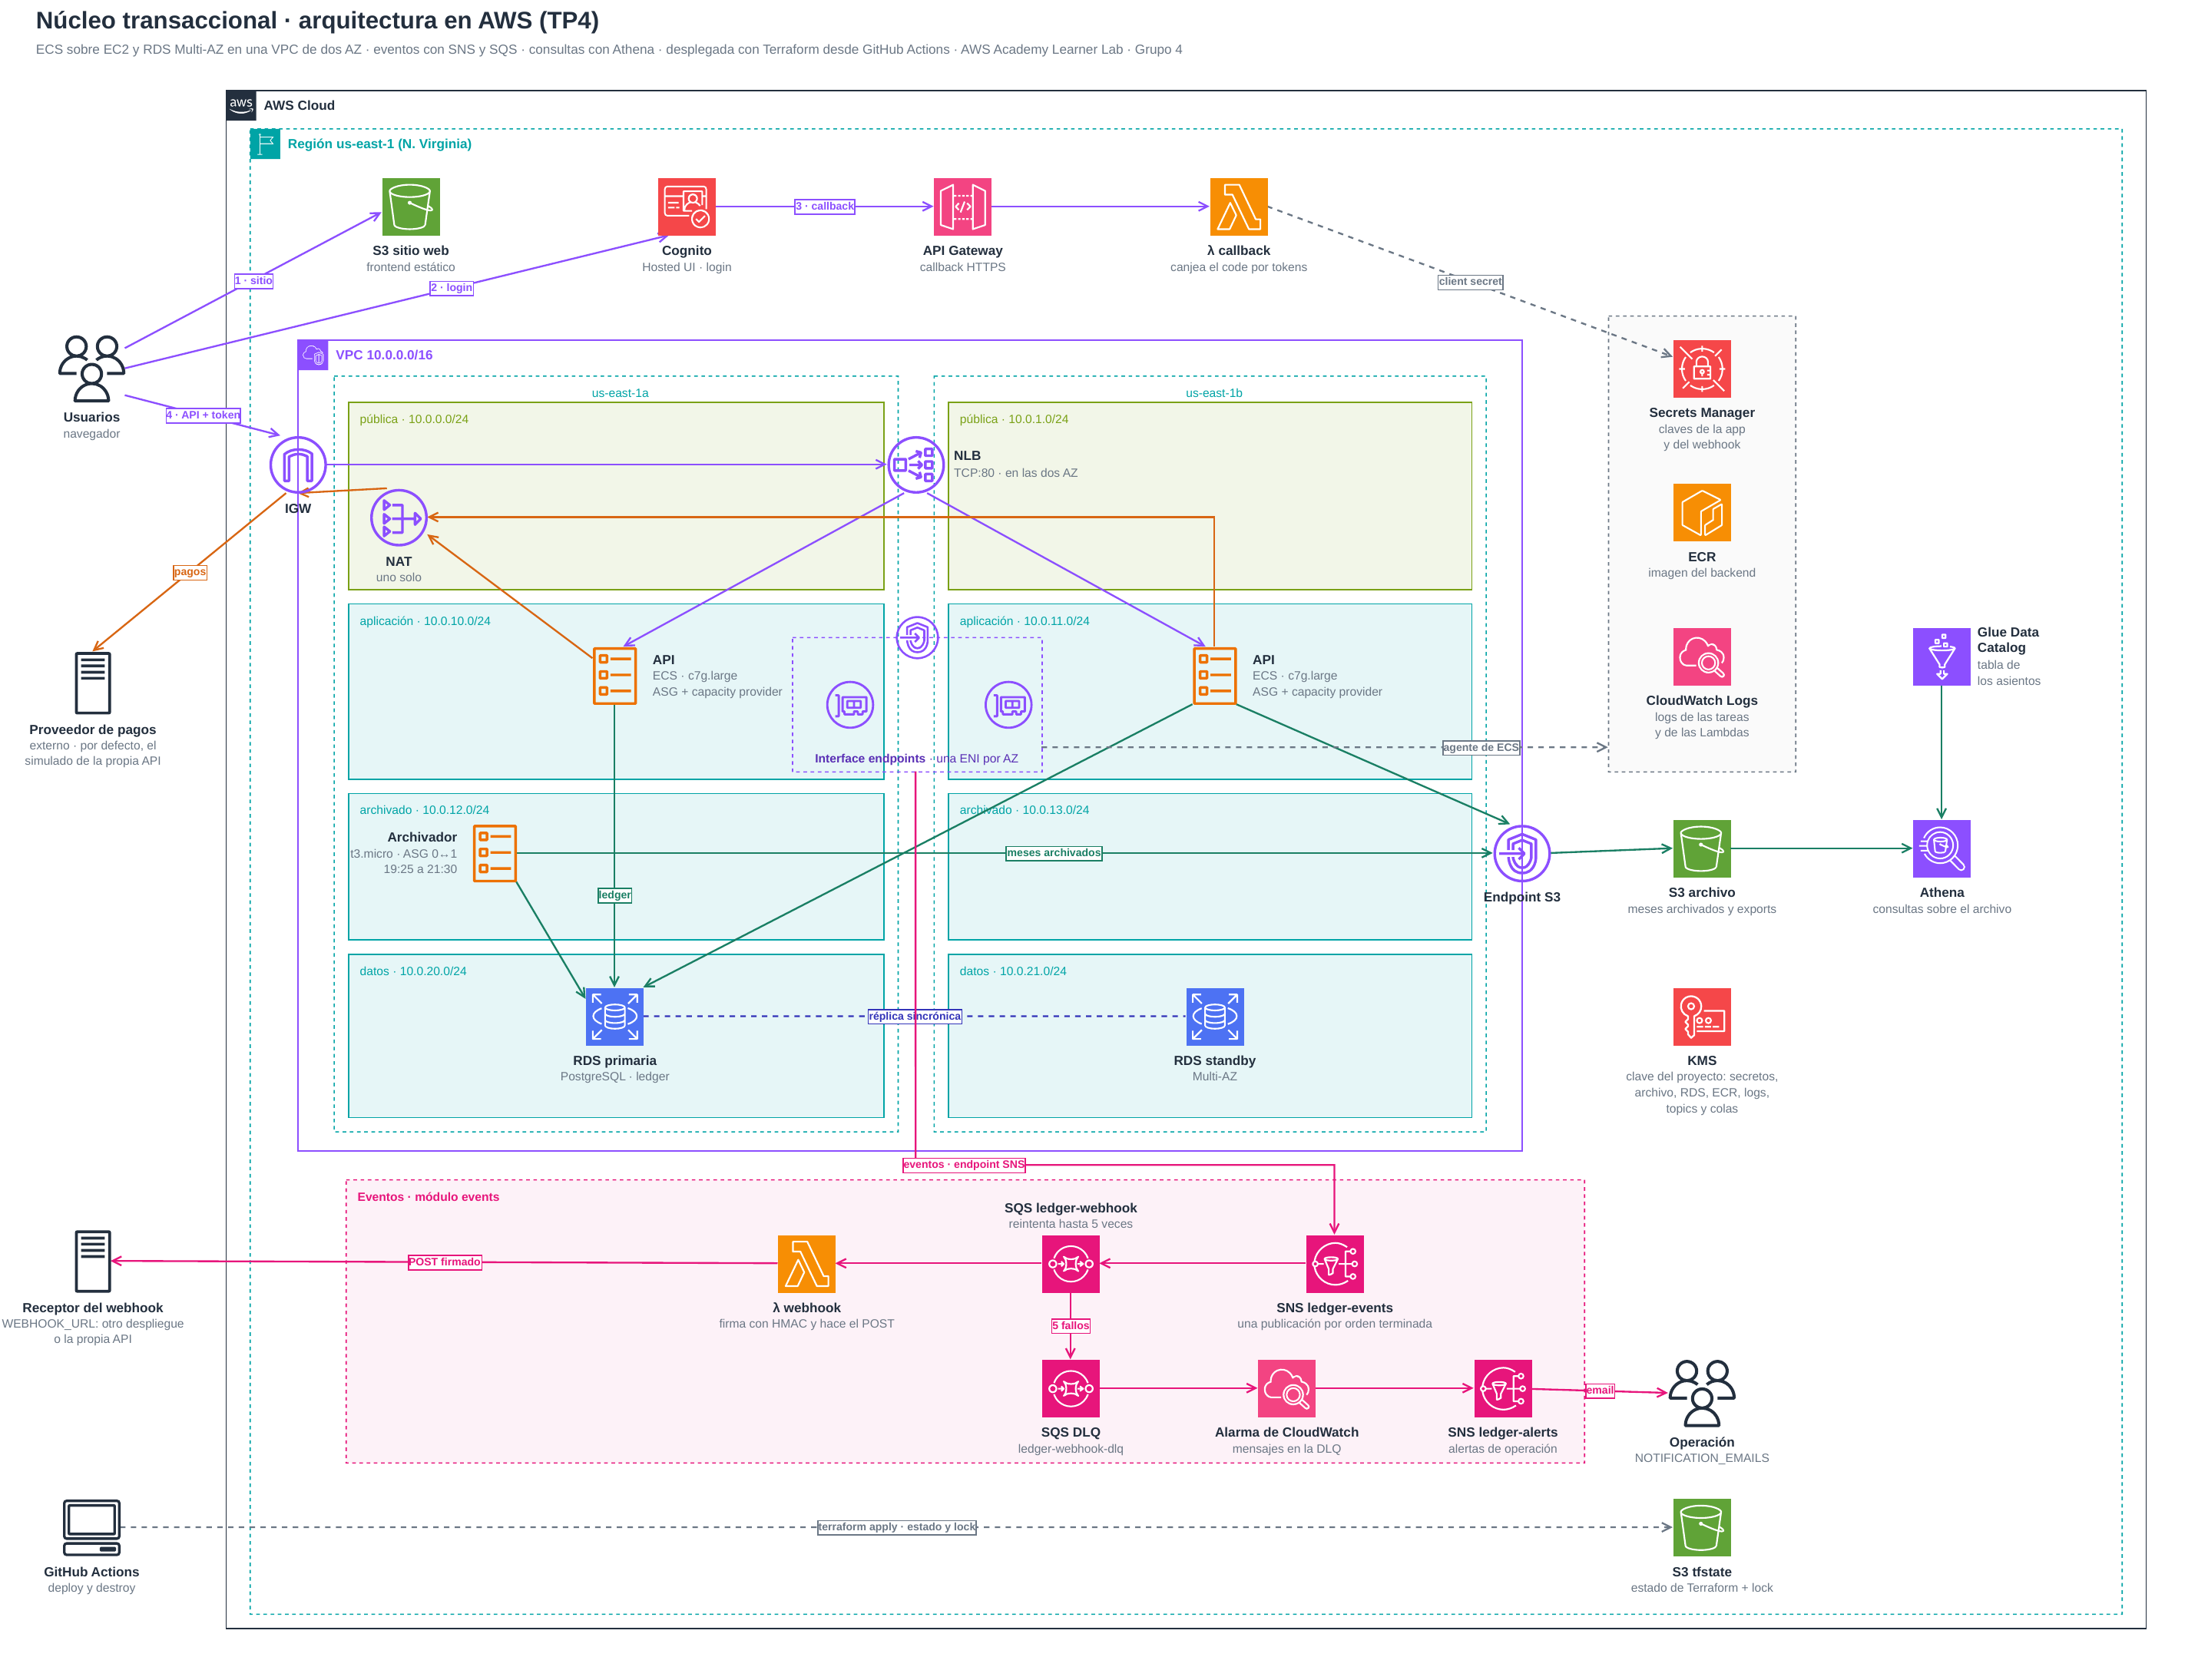 Núcleo transaccional · arquitectura en AWS (TP4)
ECS sobre EC2 y RDS Multi-AZ en una VPC de dos AZ · eventos con SNS y SQS · consultas con Athena · desplegada con Terraform desde GitHub Actions · AWS Academy Learner Lab · Grupo 4
aws
AWS Cloud
Región us-east-1 (N. Virginia)
S3 sitio web
frontend estático
Cognito
Hosted UI · login
3 · callback
API Gateway
callback HTTPS
λ callback
canjea el code por tokens
1 · sitio
2 · login
client secret
Usuarios
navegador
4 · API + token
VPC 10.0.0.0/16
us-east-1a
us-east-1b
pública · 10.0.0.0/24
pública · 10.0.1.0/24
IGW
NLB
TCP:80 · en las dos AZ
NAT
uno solo
pagos
Proveedor de pagos
externo · por defecto, el
simulado de la propia API
aplicación · 10.0.10.0/24
aplicación · 10.0.11.0/24
API
ECS · c7g.large
ASG + capacity provider
API
ECS · c7g.large
ASG + capacity provider
Interface endpoints · una ENI por AZ
agente de ECS
Secrets Manager
claves de la app
y del webhook
ECR
imagen del backend
CloudWatch Logs
logs de las tareas
y de las Lambdas
Glue Data
Catalog
tabla de
los asientos
archivado · 10.0.12.0/24
archivado · 10.0.13.0/24
Archivador
t3.micro · ASG 0↔1
19:25 a 21:30
meses archivados
ledger
Endpoint S3
S3 archivo
meses archivados y exports
Athena
consultas sobre el archivo
datos · 10.0.20.0/24
datos · 10.0.21.0/24
réplica sincrónica
RDS primaria
PostgreSQL · ledger
RDS standby
Multi-AZ
KMS
clave del proyecto: secretos,
archivo, RDS, ECR, logs,
topics y colas
eventos · endpoint SNS
Eventos · módulo events
SQS ledger-webhook
reintenta hasta 5 veces
POST firmado
Receptor del webhook
WEBHOOK_URL: otro despliegue
o la propia API
λ webhook
firma con HMAC y hace el POST
SNS ledger-events
una publicación por orden terminada
5 fallos
SQS DLQ
ledger-webhook-dlq
Alarma de CloudWatch
mensajes en la DLQ
SNS ledger-alerts
alertas de operación
email
Operación
NOTIFICATION_EMAILS
terraform apply · estado y lock
GitHub Actions
deploy y destroy
S3 tfstate
estado de Terraform + lock